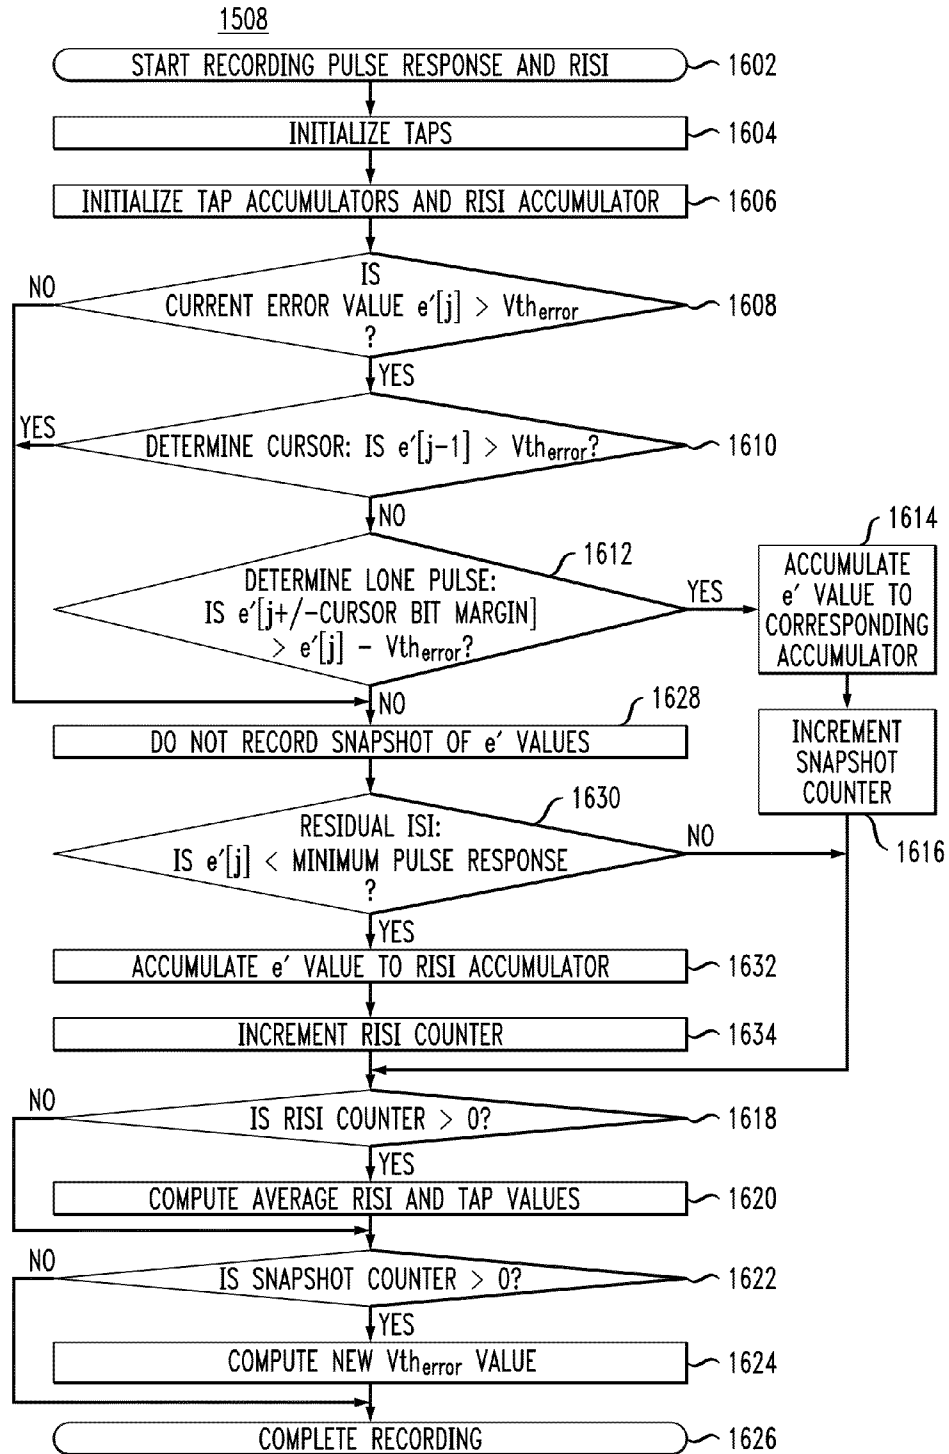 1508
START RECORDING PULSE RESPONSE AND RISI
1602
INITIALIZE TAPS
1604
INITIALIZE TAP ACCUMULATORS AND RISI ACCUMULATOR
1606
IS
CURRENT ERROR VALUE e'[j] > Vtherror
?
1608
NO
YES
DETERMINE CURSOR: IS e'[j-1] > Vtherror?
1610
YES
NO
DETERMINE LONE PULSE:
IS e'[j+/-CURSOR BIT MARGIN]
> e'[j] - Vtherror?
1612
YES
NO
1614
ACCUMULATE
e' VALUE TO
CORRESPONDING
ACCUMULATOR
INCREMENT
SNAPSHOT
COUNTER
1616
DO NOT RECORD SNAPSHOT OF e' VALUES
1628
RESIDUAL ISI:
IS e'[j] < MINIMUM PULSE RESPONSE
?
1630
NO
YES
ACCUMULATE e' VALUE TO RISI ACCUMULATOR
1632
INCREMENT RISI COUNTER
1634
IS RISI COUNTER > 0?
1618
NO
YES
COMPUTE AVERAGE RISI AND TAP VALUES
1620
IS SNAPSHOT COUNTER > 0?
1622
NO
YES
COMPUTE NEW Vtherror VALUE
1624
COMPLETE RECORDING
1626